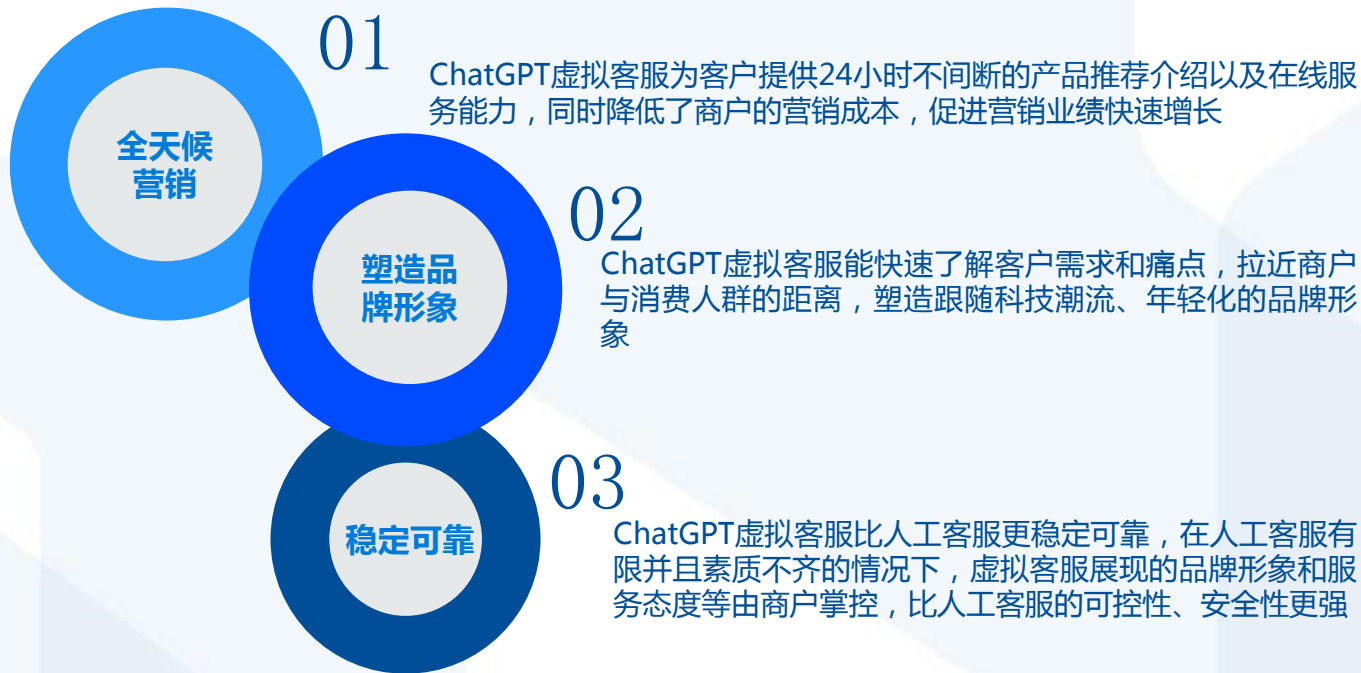 01
ChatGPT虚拟客服为客户提供24小时不间断的产品推荐介绍以及在线服
务能力，同时降低了商户的营销成本，促进营销业绩快速增长
全天候
营销
02
ChatGPT虚拟客服能快速了解客户需求和痛点，拉近商户
与消费人群的距离，塑造跟随科技潮流、年轻化的品牌形
象
塑造品
牌形象
03
ChatGPT虚拟客服比人工客服更稳定可靠，在人工客服有
限并且素质不齐的情况下，虚拟客服展现的品牌形象和服
务态度等由商户掌控，比人工客服的可控性、安全性更强
稳定可靠